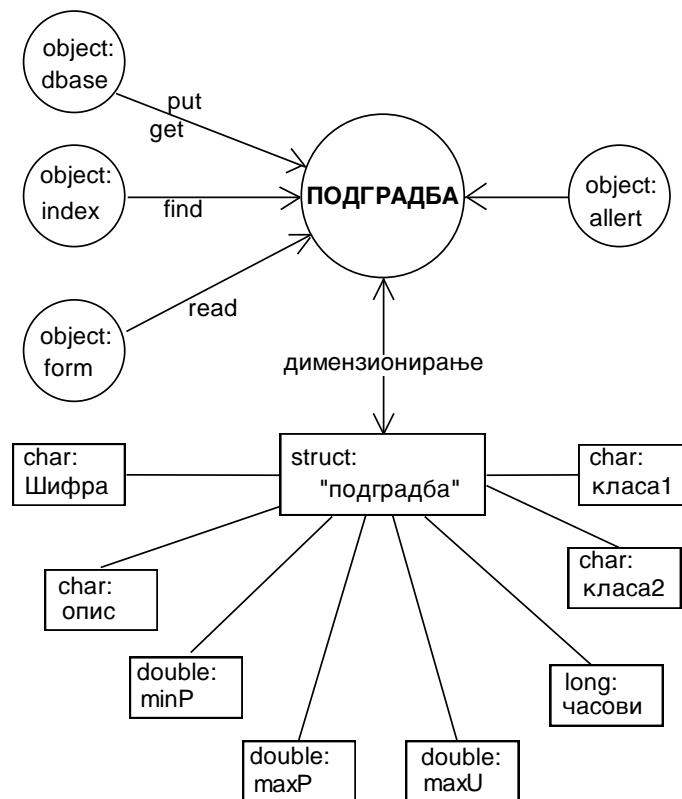 object:
dbase
put
get
object:
index
find
ПОДГРАДБА
object:
allert
read
object:
form
димензионирање
char:
Шифра
struct:
"подградба"
char:
класа1
char:
опис
char:
класа2
double:
minP
long:
часови
double:
maxP
double:
maxU